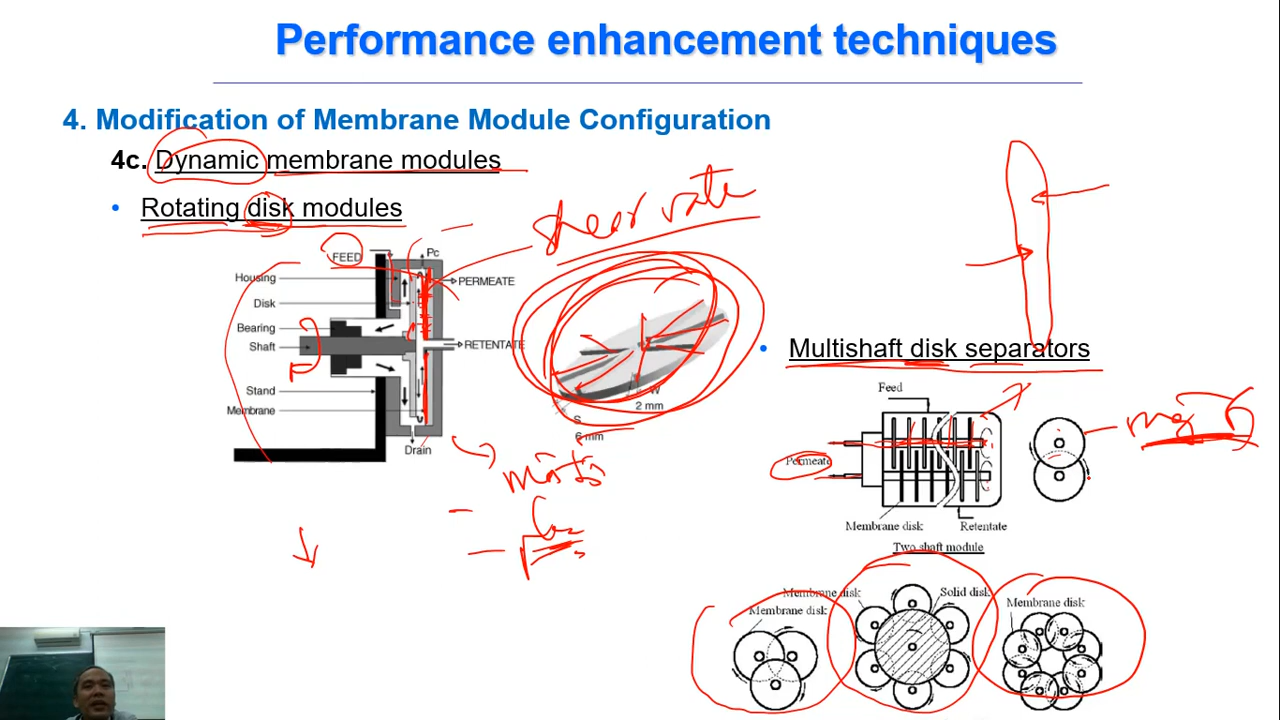 Performance enhancement techniques
4. Modification of Membrane Module Configuration
4c. Dynamic membrane modules
• Rotating disk modules
shear rate
FEED
Pc
Housing
PERMEATE
Disk
Bearing
Shaft
RETENTATE
Stand
Membrane
Drain
W
2 mm
S
6 mm
• Multishaft disk separators
Feed
Permeate
Membrane disk
Retentate
Two shaft module
Membrane disk
Membrane disk
Solid disk
Membrane disk